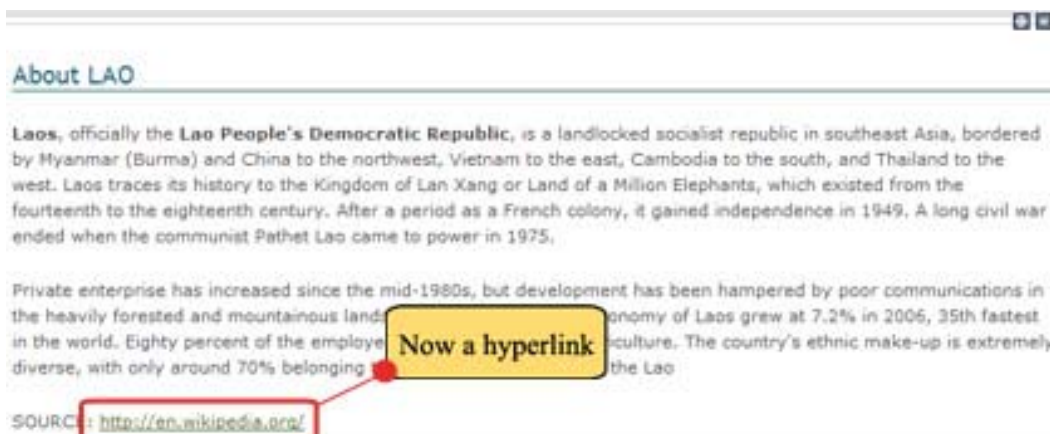 About LAO
Laos, officially the Lao People's Democratic Republic, is a landlocked socialist republic in southeast Asia, bordered
by Myanmar (Burma) and China to the northwest, Vietnam to the east, Cambodia to the south, and Thailand to the
west. Laos traces its history to the Kingdom of Lan Xang or Land of a Million Elephants, which existed from the
fourteenth to the eighteenth century. After a period as a French colony, it gained independence in 1949. A long civil war
ended when the communist Pathet Lao came to power in 1975.
Private enterprise has increased since the mid-1980s, but development has been hampered by poor communications in
the heavily forested and mountainous lands onomy of Laos grew at 7.2% in 2006, 35th fastest
in the world. Eighty percent of the employe iculture. The country's ethnic make-up is extremely
diverse, with only around 70% belonging the Lao
Now a hyperlink
SOURCE: http://en.wikipedia.org/